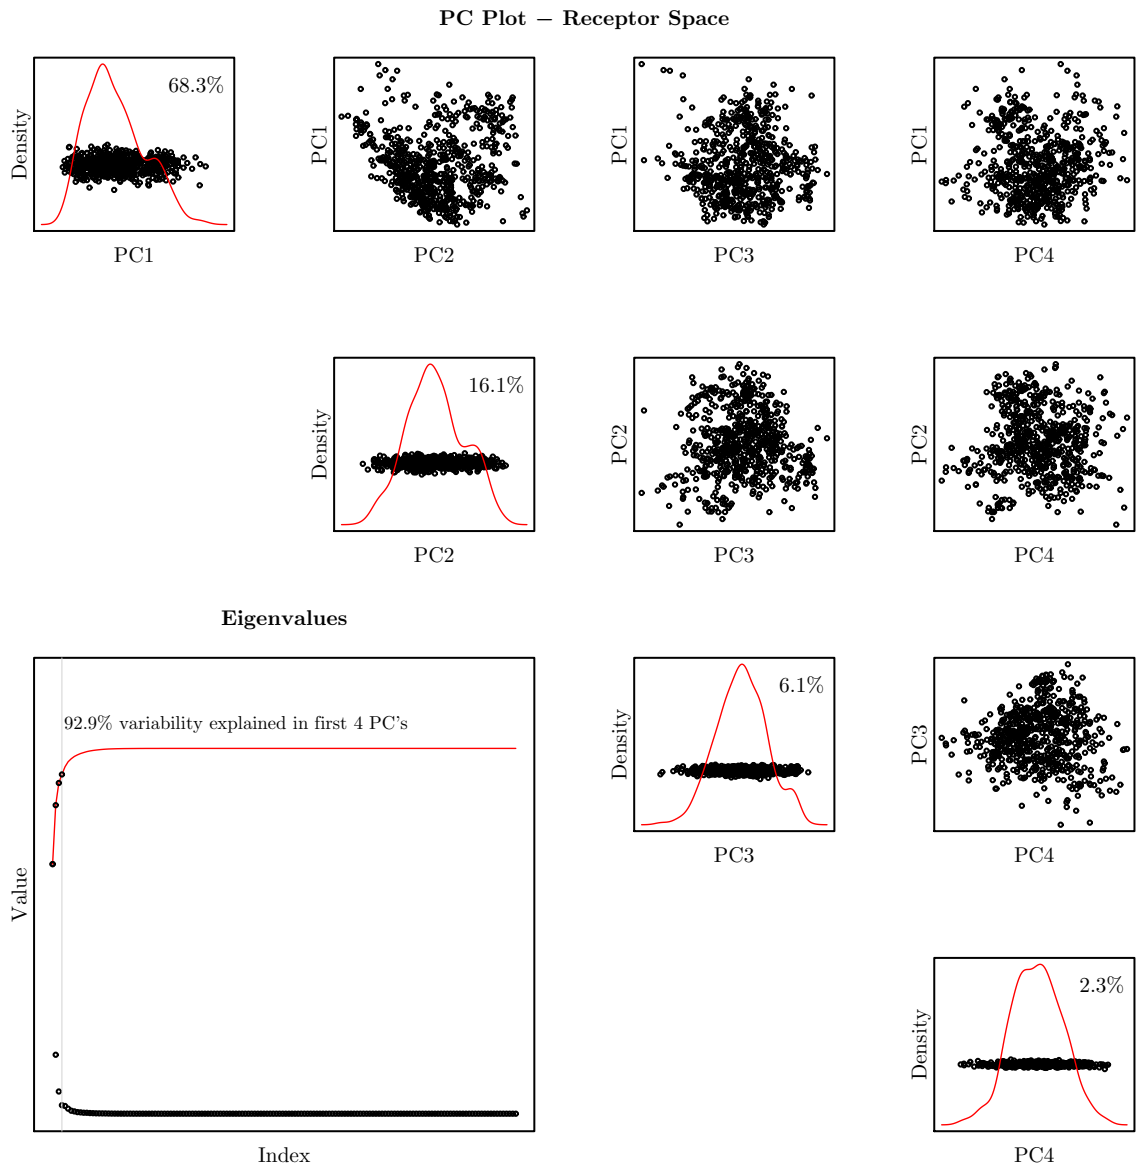 PC Plot − Receptor Space
68.3%
Density
PC1
PC1
PC2
PC1
PC3
PC1
PC4
16.1%
Density
PC2
PC2
PC3
PC2
PC4
Eigenvalues
92.9% variability explained in first 4 PC's
Value
Index
6.1%
Density
PC3
PC3
PC4
2.3%
Density
PC4